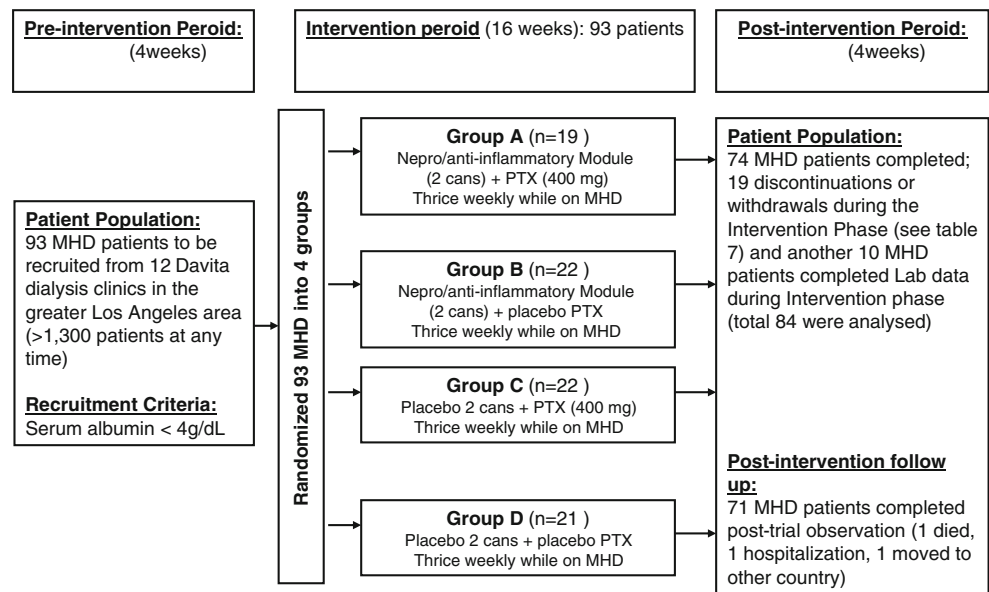 Pre-intervention Peroid:
(4weeks)
Intervention peroid (16 weeks): 93 patients
Post-intervention Peroid:
(4weeks)
Patient Population:
93 MHD patients to be
recruited from 12 Davita
dialysis clinics in the
greater Los Angeles area
(>1,300 patients at any
time)
Recruitment Criteria:
Serum albumin < 4g/dL
Randomized 93 MHD into 4 groups
Group A (n=19 )
Nepro/anti-inflammatory Module
(2 cans) + PTX (400 mg)
Thrice weekly while on MHD
Group B (n=22 )
Nepro/anti-inflammatory Module
(2 cans) + placebo PTX
Thrice weekly while on MHD
Group C (n=22 )
Placebo 2 cans + PTX (400 mg)
Thrice weekly while on MHD
Group D (n=21 )
Placebo 2 cans + placebo PTX
Thrice weekly while on MHD
Patient Population:
74 MHD patients completed;
19 discontinuations or
withdrawals during the
Intervention Phase (see table
7) and another 10 MHD
patients completed Lab data
during Intervention phase
(total 84 were analysed)
Post-intervention follow
up:
71 MHD patients completed
post-trial observation (1 died,
1 hospitalization, 1 moved to
other country)